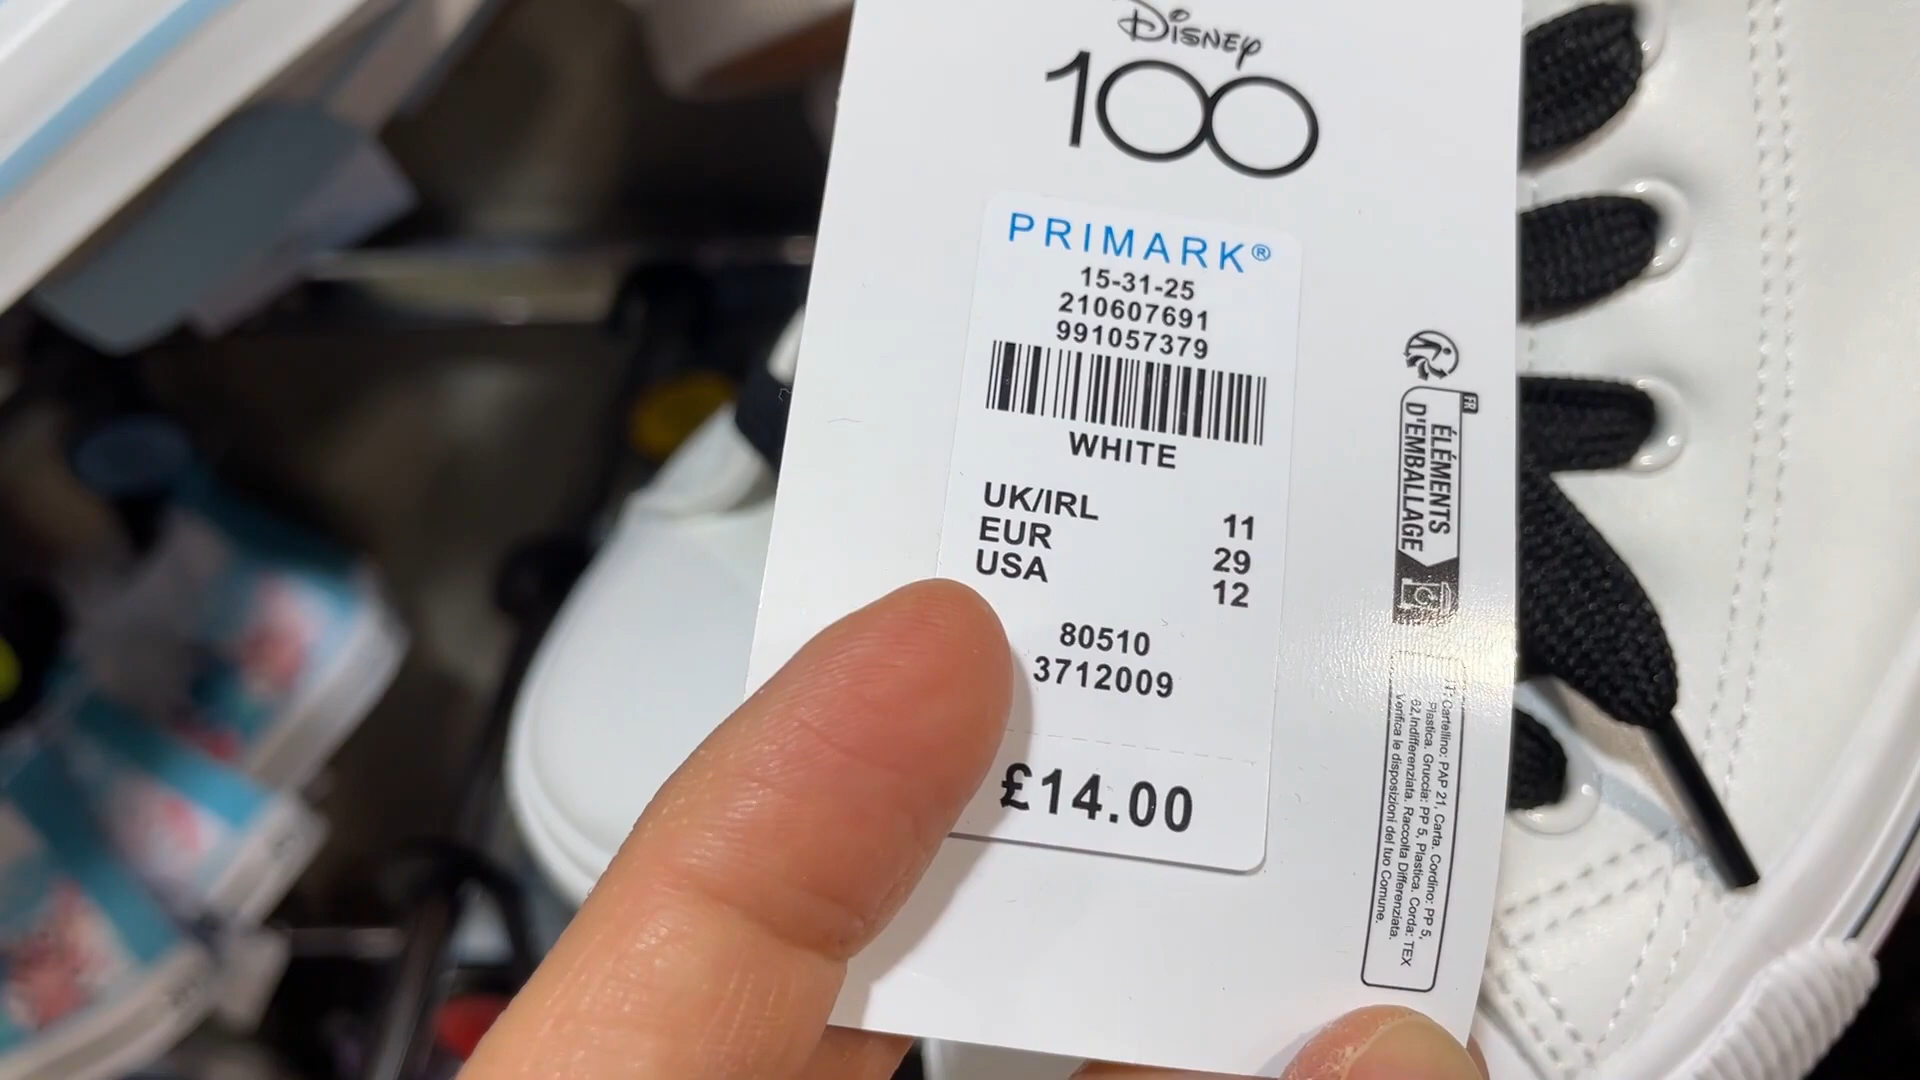 Disney
100
PRIMARK®
15-31-25
210607691
991057379
WHITE
UK/IRL 11
EUR 29
USA 12
80510
3712009
£14.00
FR
ÉLÉMENTS
D'EMBALLAGE
IT; Cartellino: PAP 21, Carta. Cordino: PP 5,
Plastica. Gruccia: PP 5, Plastica. Corda: TEX
62,Indifferenziata. Raccolta Differenziata.
Verifica le disposizioni del tuo Comune.